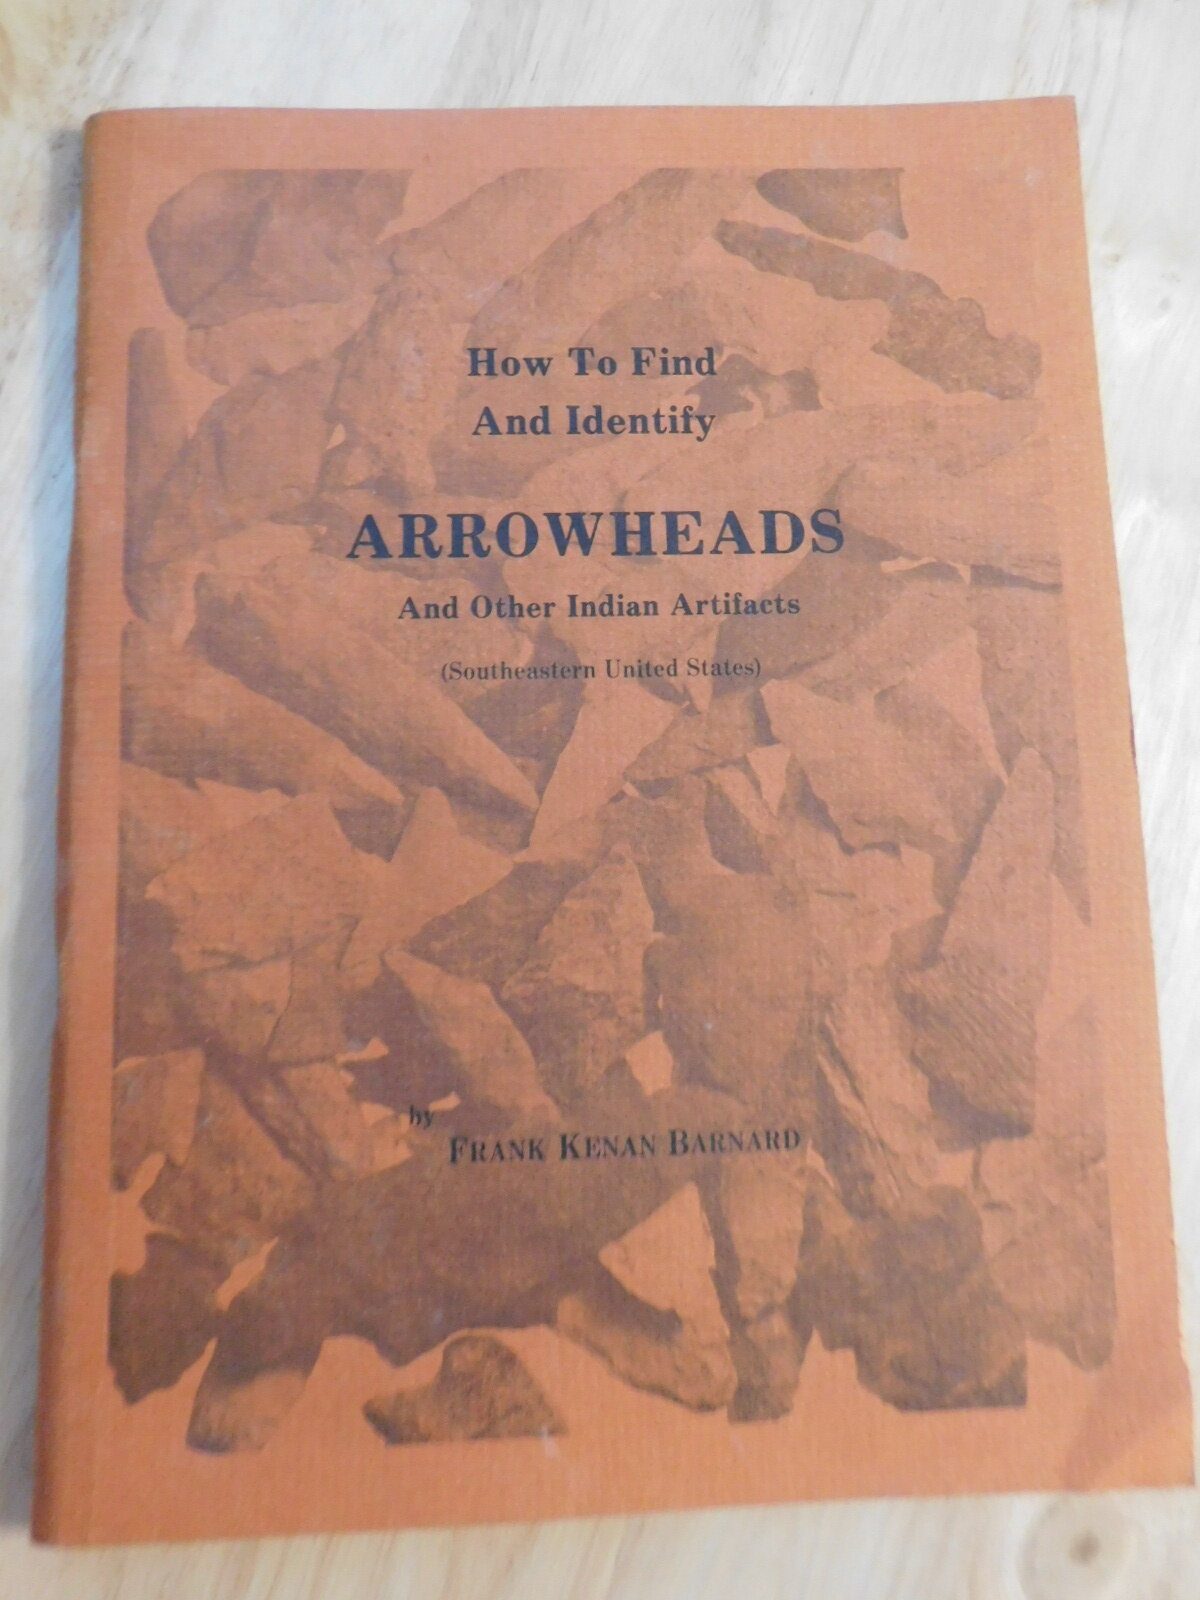 How To Find
And Identify
ARROWHEADS
And Other Indian Artifacts
(Southeastern United States)
by
FRANK KENAN BARNARD